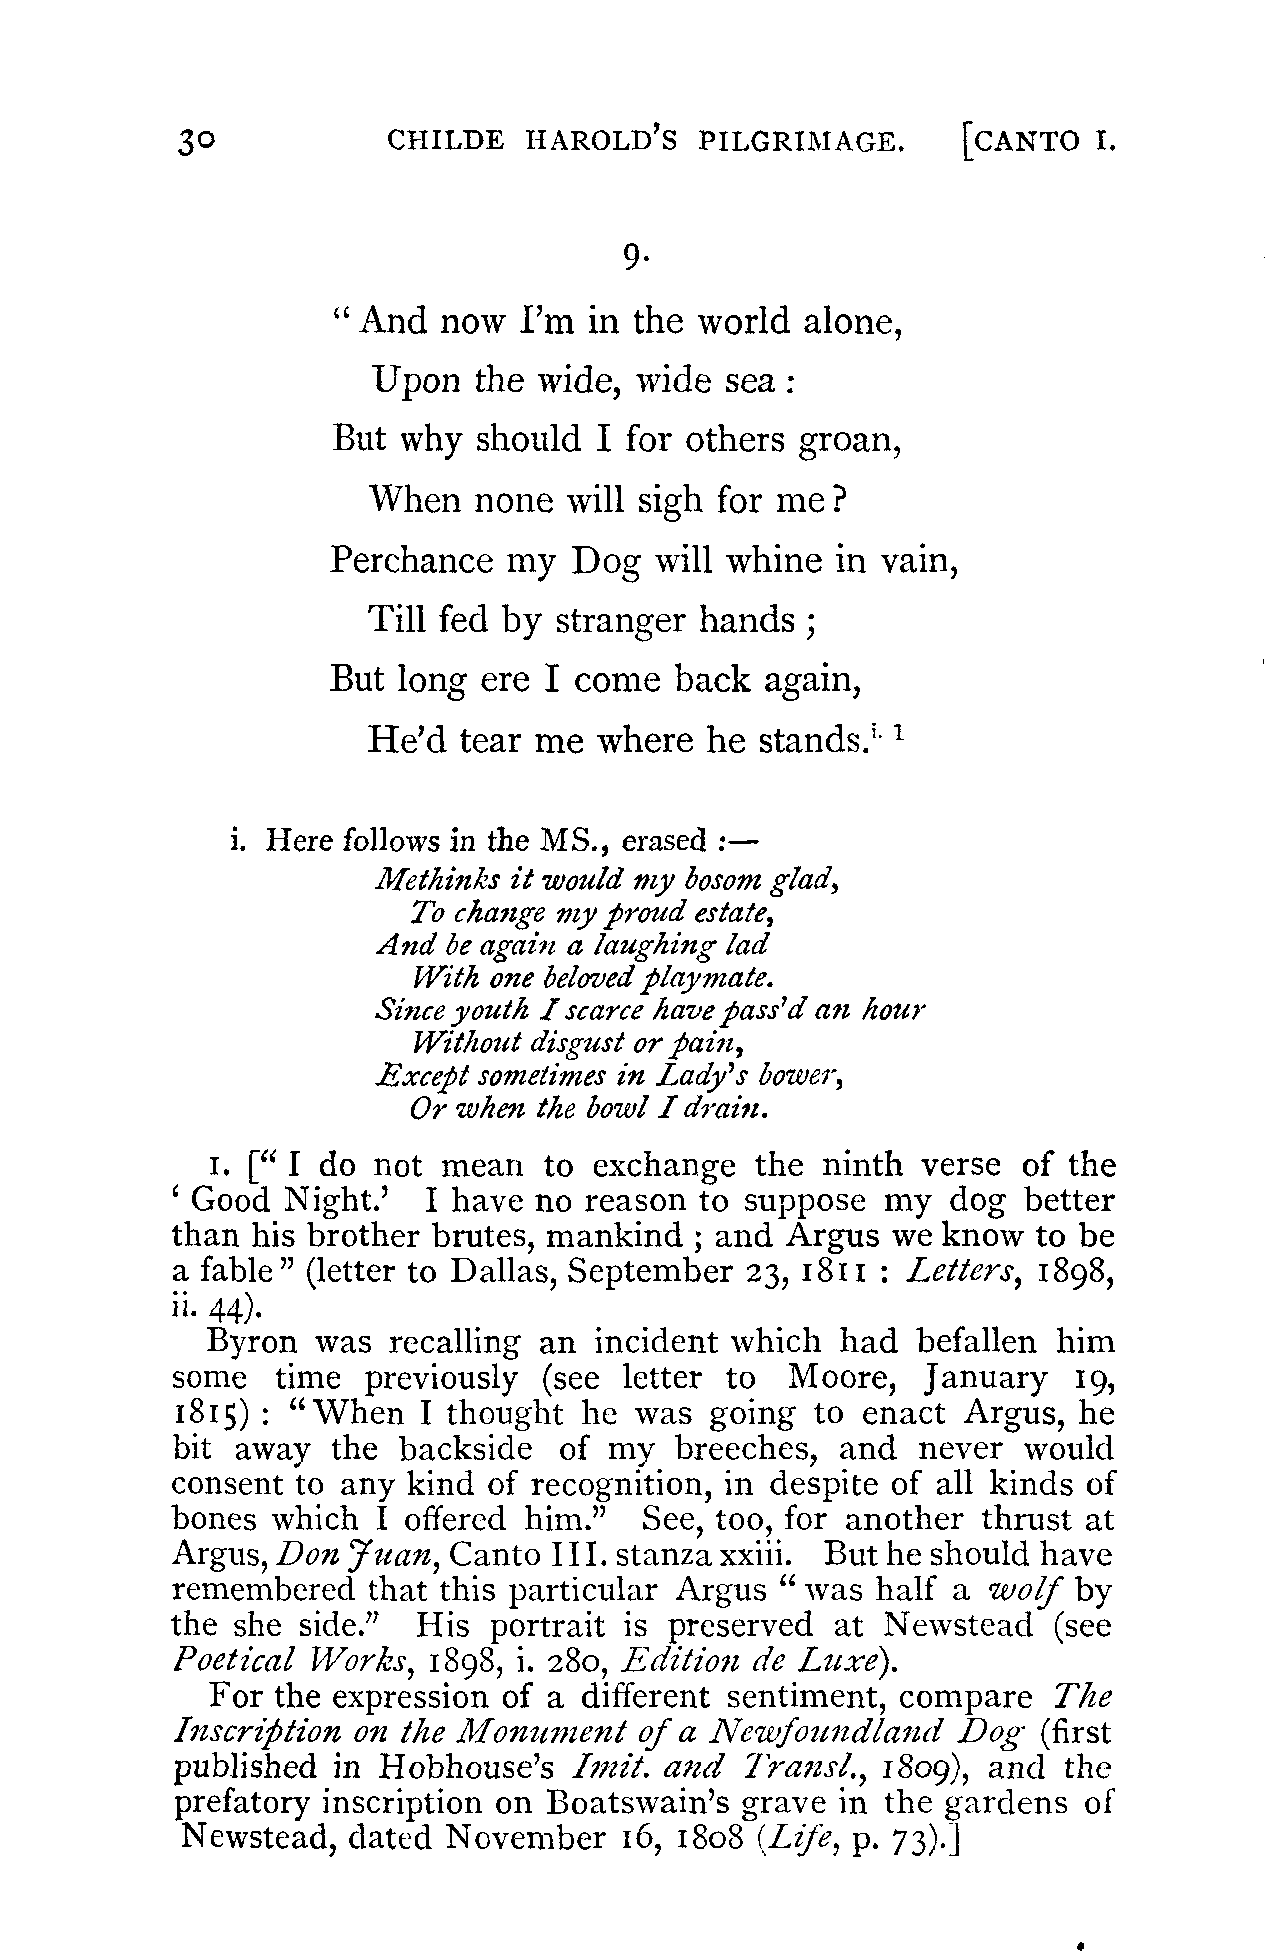 30 CHILDE HAROLD'S PILGRIMAGE. [CANTO I.
9.
“And now I'm in the world alone,
Upon the wide, wide sea :
But why should I for others groan,
When none will sigh for me?
Perchance my Dog will whine in vain,
Till fed by stranger hands ;
But long ere I come back again,
He'd tear me where he stands.i. 1
i. Here follows in the MS., erased :—
Methinks it would my bosom glad,
To change my proud estate,
And be again a laughing lad
With one beloved playmate.
Since youth I scarce have pass'd an hour
Without disgust or pain,
Except sometimes in Lady's bower,
Or when the bowl I drain.
1. [“I do not mean to exchange the ninth verse of the
‘Good Night.’ I have no reason to suppose my dog better
than his brother brutes, mankind ; and Argus we know to be
a fable” (letter to Dallas, September 23, 1811 : Letters, 1898,
ii. 44).
Byron was recalling an incident which had befallen him
some time previously (see letter to Moore, January 19,
1815) : “When I thought he was going to enact Argus, he
bit away the backside of my breeches, and never would
consent to any kind of recognition, in despite of all kinds of
bones which I offered him.” See, too, for another thrust at
Argus, Don Juan, Canto III. stanza xxiii. But he should have
remembered that this particular Argus “was half a wolf by
the she side.” His portrait is preserved at Newstead (see
Poetical Works, 1898, i. 280, Edition de Luxe).
For the expression of a different sentiment, compare The
Inscription on the Monument of a Newfoundland Dog (first
published in Hobhouse's Imit. and Transl., 1809), and the
prefatory inscription on Boatswain's grave in the gardens of
Newstead, dated November 16, 1808 (Life, p. 73).]